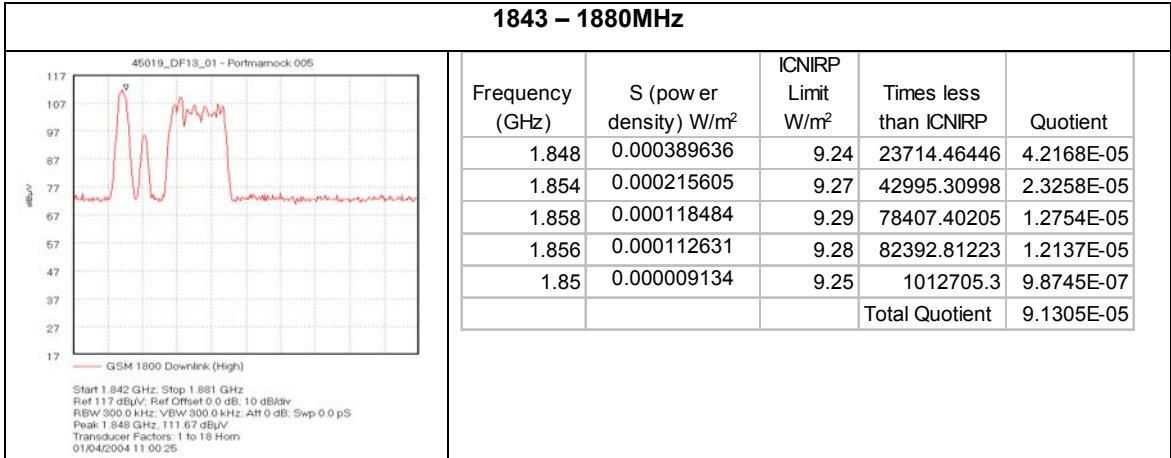 1843 – 1880MHz
45019_DF13_01 - Portmarnock 005
117
107
97
87
77
67
57
47
37
27
17
dBµV
GSM 1800 Downlink (High)
Start 1.842 GHz; Stop 1.881 GHz
Ref 117 dBµV; Ref Offset 0.0 dB; 10 dB/div
RBW 300.0 kHz; VBW 300.0 kHz; Att 0 dB; Swp 0.0 pS
Peak 1.848 GHz, 111.67 dBµV
Transducer Factors: 1 to 18 Horn
01/04/2004 11:00:25
Frequency (GHz) S (pow er density) W/m² ICNIRP Limit W/m² Times less than ICNIRP Quotient
1.848 0.000389636 9.24 23714.46446 4.2168E-05
1.854 0.000215605 9.27 42995.30998 2.3258E-05
1.858 0.000118484 9.29 78407.40205 1.2754E-05
1.856 0.000112631 9.28 82392.81223 1.2137E-05
1.85 0.000009134 9.25 1012705.3 9.8745E-07
Total Quotient 9.1305E-05